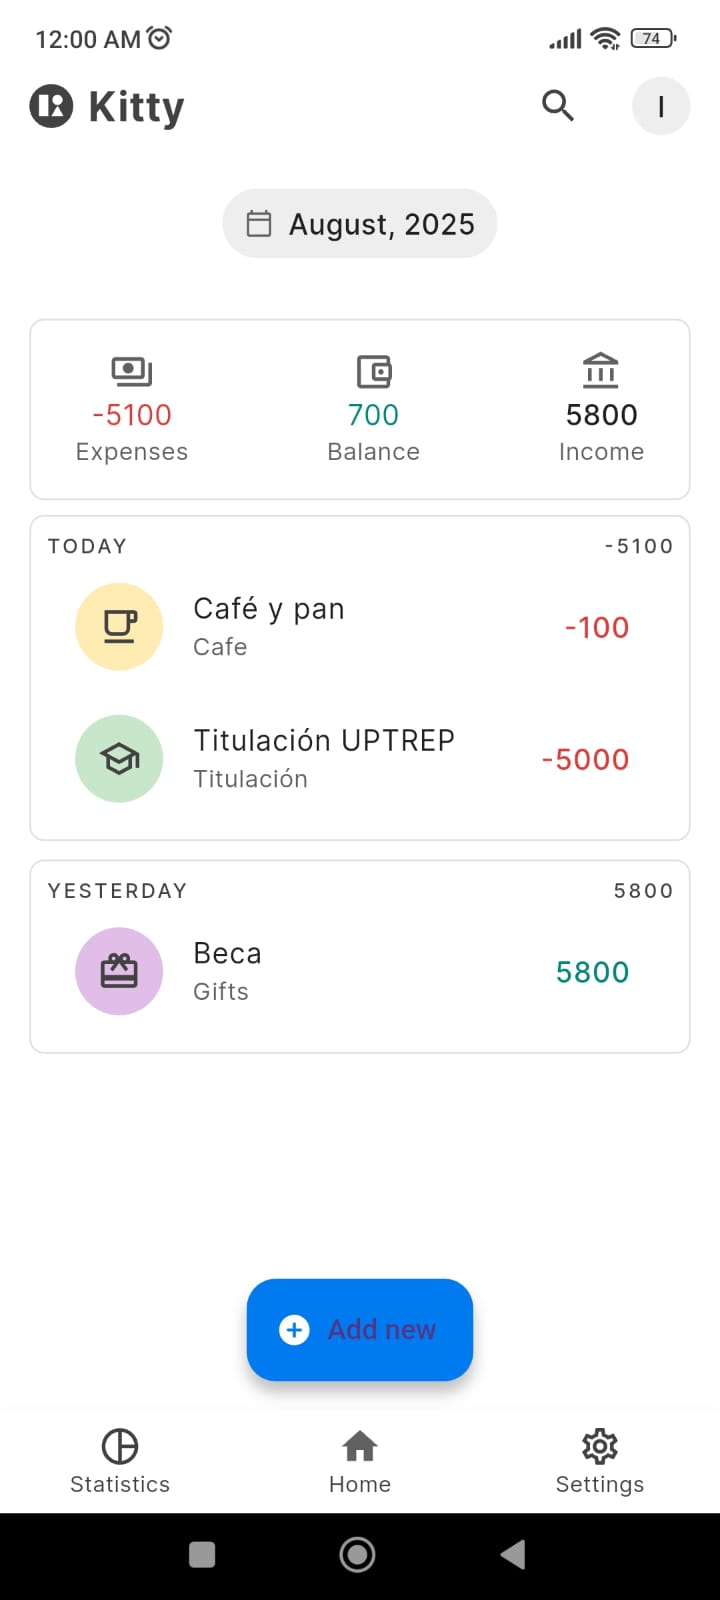 12:00 AM 74
Kitty I
August, 2025
-5100 700 5800
Expenses Balance Income
TODAY -5100
Café y pan
Cafe
-100
Titulación UPTREP
Titulación
-5000
YESTERDAY 5800
Beca
Gifts
5800
Add new
Statistics Home Settings